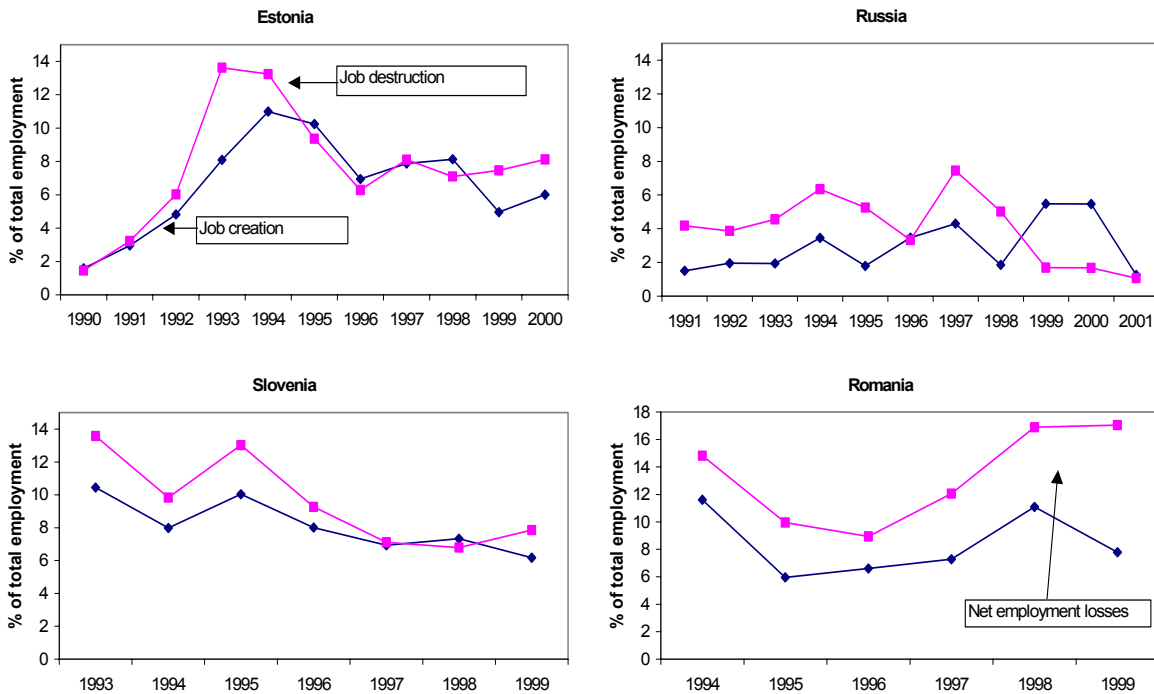 Estonia
% of total employment
14
12
10
8
6
4
2
0
Job destruction
Job creation
1990 1991 1992 1993 1994 1995 1996 1997 1998 1999 2000
Russia
% of total employment
14
12
10
8
6
4
2
0
1991 1992 1993 1994 1995 1996 1997 1998 1999 2000 2001
Slovenia
% of total employment
14
12
10
8
6
4
2
0
1993 1994 1995 1996 1997 1998 1999
Romania
% of total employment
18
16
14
12
10
8
6
4
2
0
Net employment losses
1994 1995 1996 1997 1998 1999